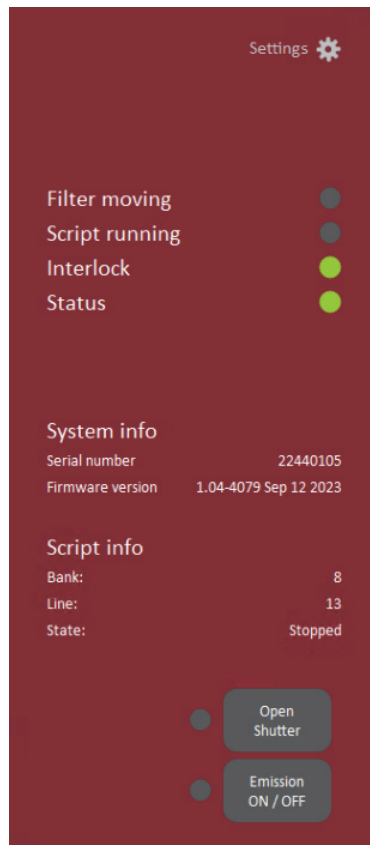 Settings
Filter moving
Script running
Interlock
Status
System info
Serial number 22440105
Firmware version 1.04-4079 Sep 12 2023
Script info
Bank: 8
Line: 13
State: Stopped
Open
Shutter
Emission
ON / OFF